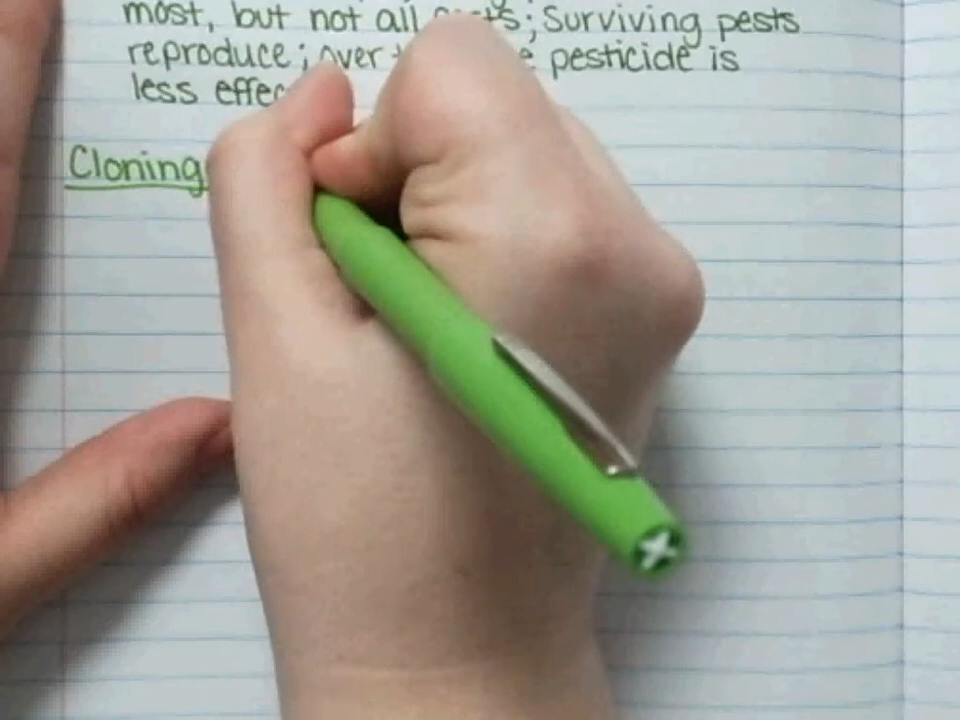 most, but not all ; Surviving pests
reproduce; over pesticide is
less
Cloning